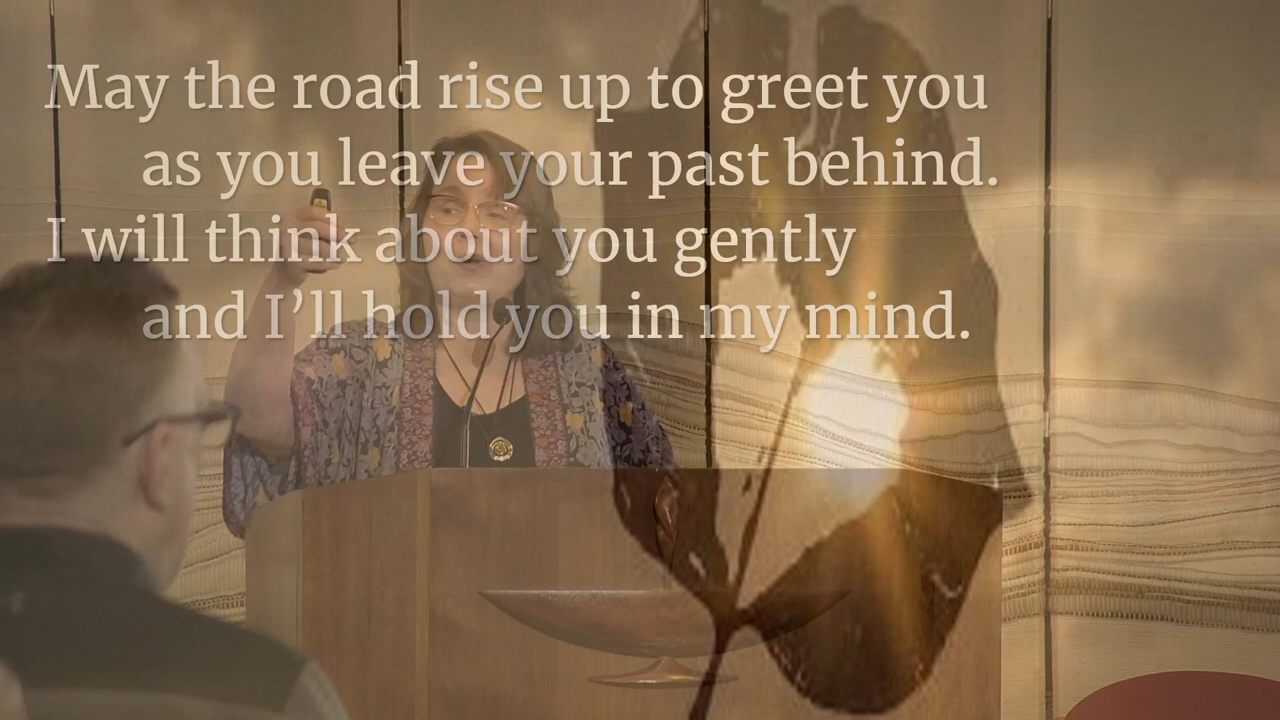 May the road rise up to greet you
as you leave your past behind.
I will think about you gently
and I’ll hold you in my mind.